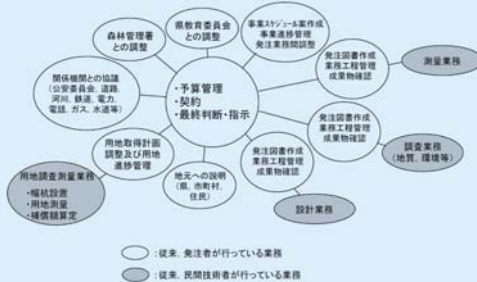 森林管理署
との調整
県教育委員会
との調整
事業スケジュール案作成
事業進捗管理
発注業務間調整
発注図書作成
業務工程管理
成果物確認
測量業務
関係機関との協議
(公安委員会, 道路,
河川, 鉄道, 電力,
電話, ガス, 水道等)
・予算管理
・契約
・最終判断・指示
発注図書作成
業務工程管理
成果物確認
調査業務
(地質, 環境等)
用地取得計画
調整及び用地
進捗管理
発注図書作成
業務工程管理
成果物確認
用地調査測量業務
・幅杭設置
・用地測量
・補償額算定
地元への説明
(県, 市町村,
住民)
設計業務
:従来, 発注者が行っている業務
:従来, 民間技術者が行っている業務